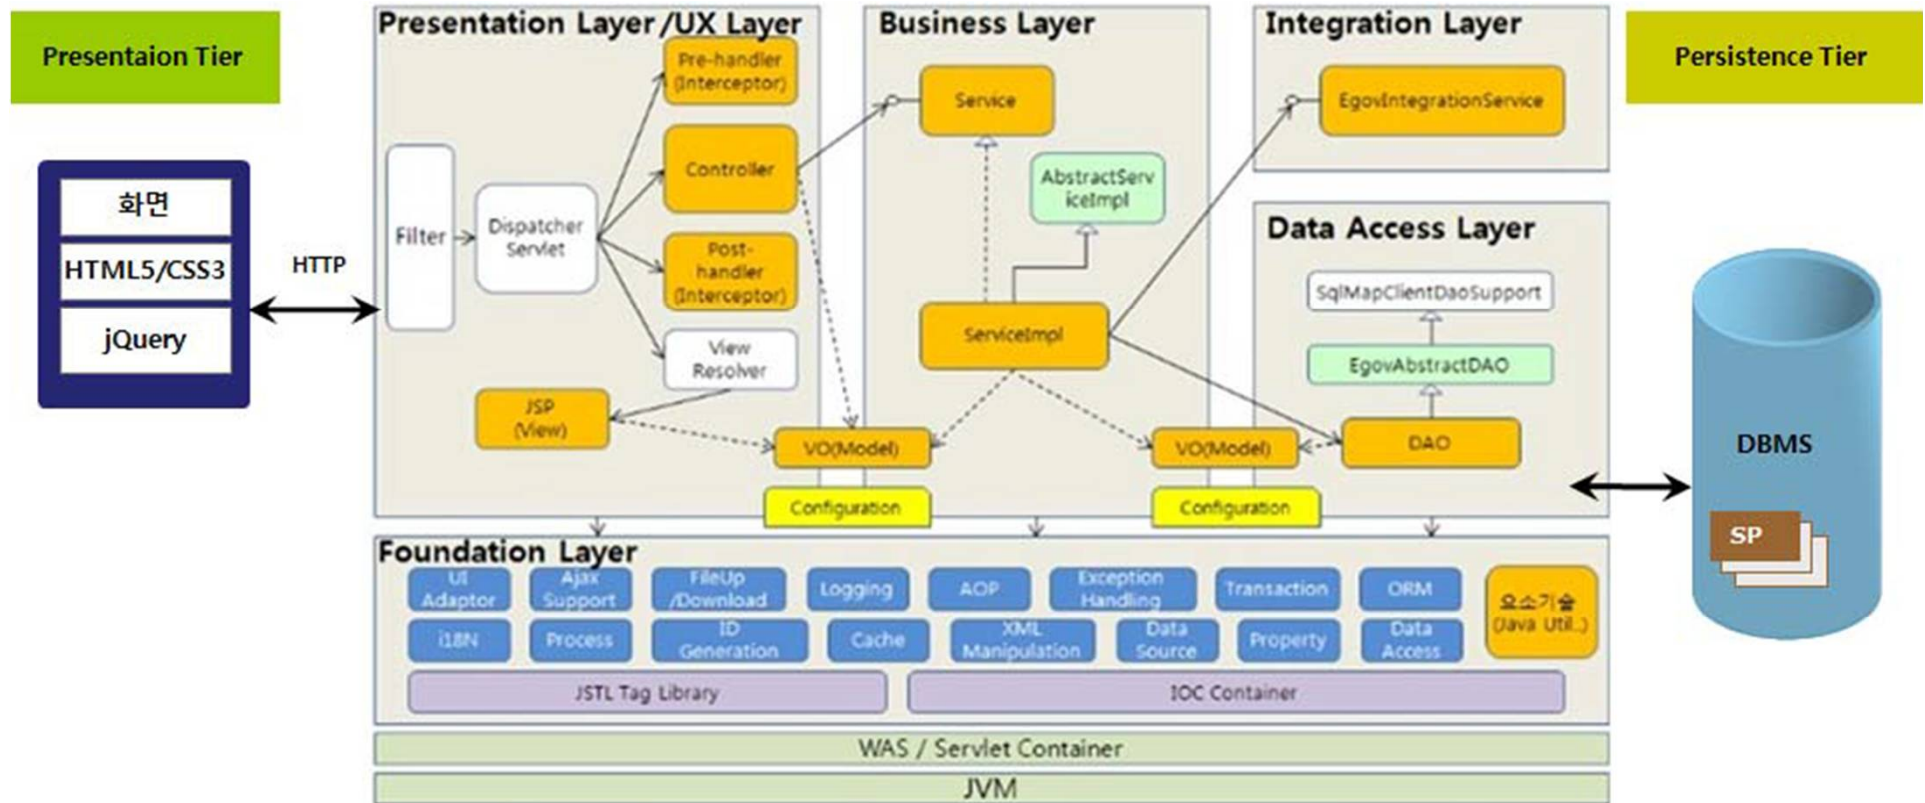 Presentaion Tier
화면
HTML5/CSS3
jQuery
HTTP
Presentation Layer /UX Layer
Filter
Dispatcher
Servlet
Pre-handler
(Interceptor)
Controller
Post-
handler
(Interceptor)
View
Resolver
JSP
(View)
VO(Model)
Configuration
Business Layer
Service
AbstractServ
iceImpl
ServiceImpl
VO(Model)
Configuration
Integration Layer
EgovIntegrationService
Data Access Layer
SqlMapClientDaoSupport
EgovAbstractDAO
DAO
Persistence Tier
DBMS
SP
Foundation Layer
UI
Adaptor
Ajax
Support
FileUp
/Download
Logging
AOP
Exception
Handling
Transaction
ORM
i18N
Process
ID
Generation
Cache
XML
Manipulation
Data
Source
Property
Data
Access
요소기술
(Java Util..)
JSTL Tag Library
IOC Container
WAS / Servlet Container
JVM